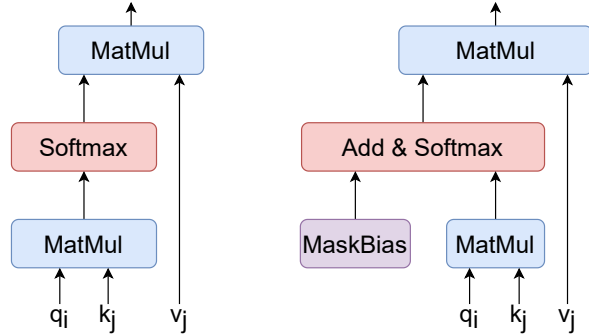 MatMul
Softmax
MatMul
qi kj vj
MatMul
Add & Softmax
MaskBias MatMul
qi kj vj